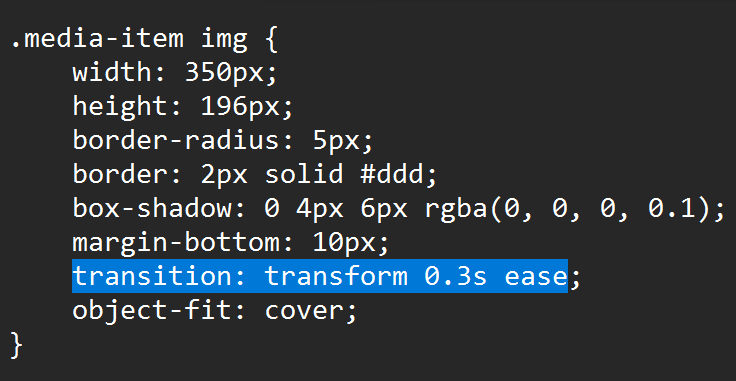 .media-item img {
    width: 350px;
    height: 196px;
    border-radius: 5px;
    border: 2px solid #ddd;
    box-shadow: 0 4px 6px rgba(0, 0, 0, 0.1);
    margin-bottom: 10px;
    transition: transform 0.3s ease;
    object-fit: cover;
}